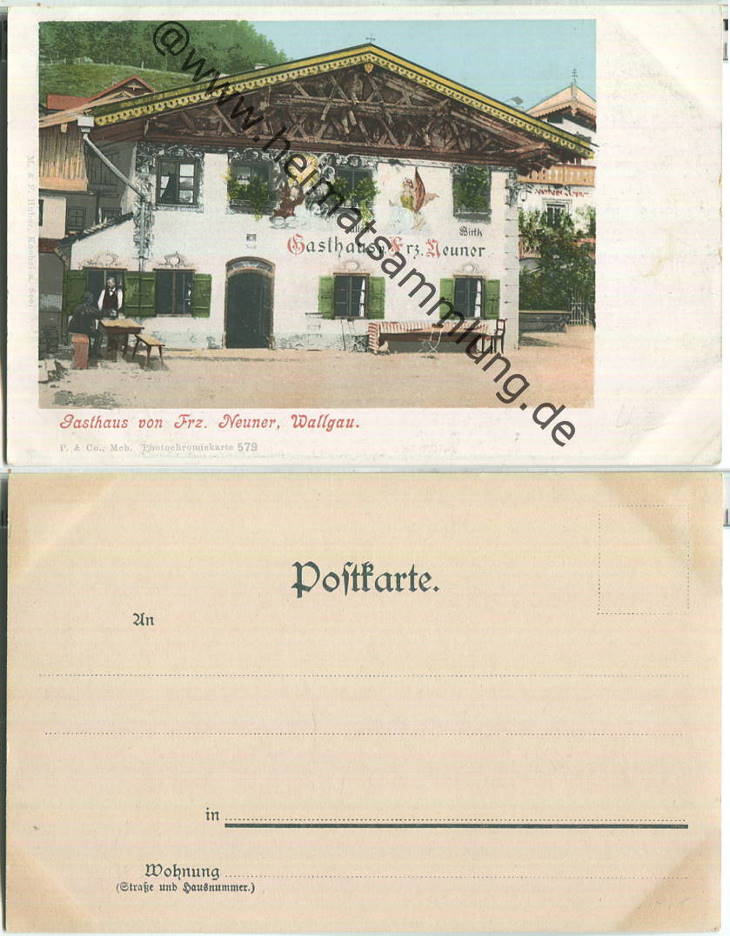 @www.heimatsammlung.de
Wirth
Gasthaus v. Frz. Neuner
Gasthaus von Frz. Neuner, Wallgau.
P. & Co., Mch. Photochromiekarte 579
Poſtkarte.
An
in
Wohnung
(Straße und Hausnummer.)